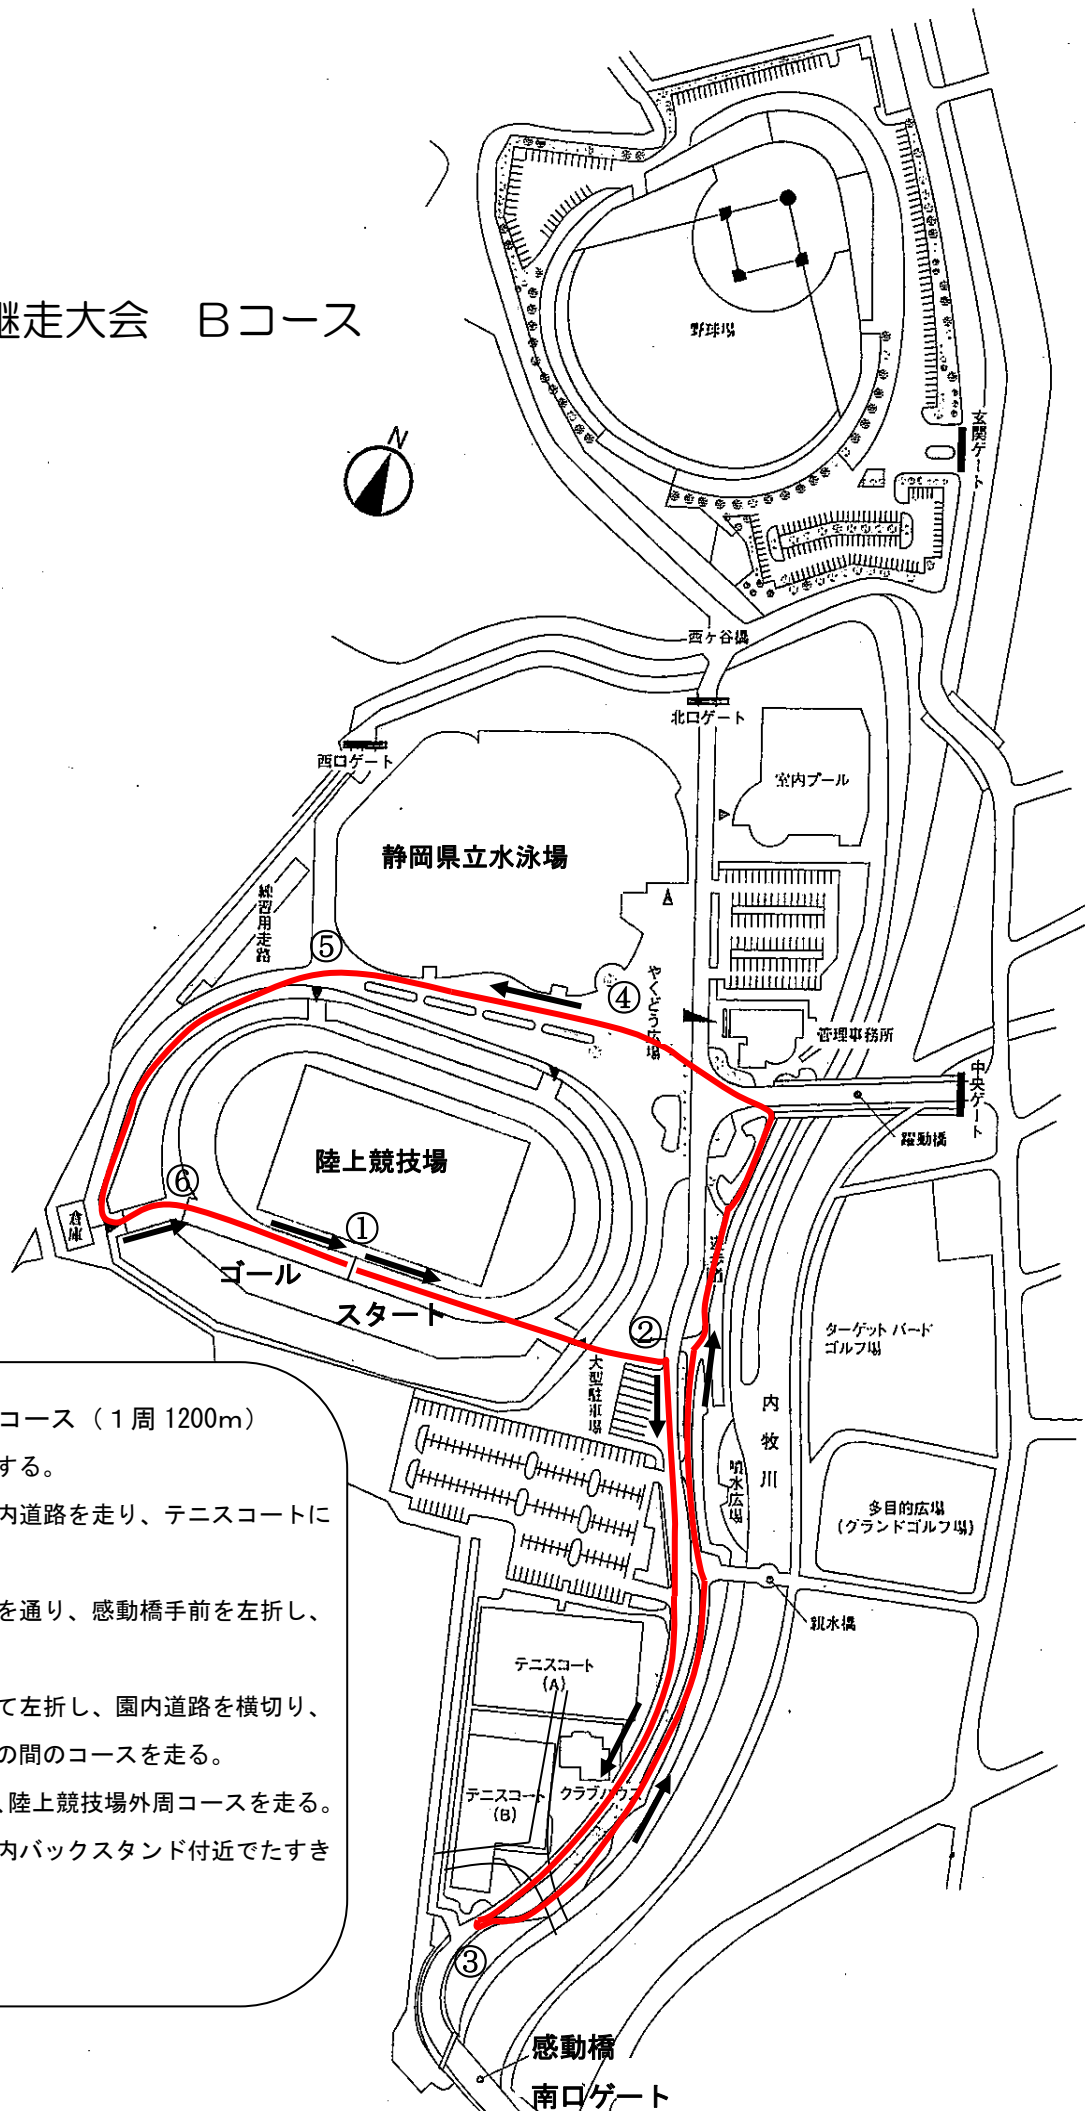 継走大会　Ｂコース
N
野球場
玄関ゲート
西ヶ谷橋
北口ゲート
西口ゲート
室内プール
静岡県立水泳場
練習用走路
⑤
④
やくどう広場
管理事務所
中央ゲート
躍動橋
陸上競技場
⑥
①
倉庫
ゴール
スタート
②
大型駐車場
ターゲットバード
ゴルフ場
内牧川
噴水広場
多目的広場
(グランドゴルフ場)
親水橋
コース（１周 1200ｍ）
する。
内道路を走り、テニスコートに
を通り、感動橋手前を左折し、
て左折し、園内道路を横切り、
の間のコースを走る。
、陸上競技場外周コースを走る。
内バックスタンド付近でたすき
テニスコート
(A)
テニスコート
(B)
クラブハウス
③
感動橋
南口ゲート